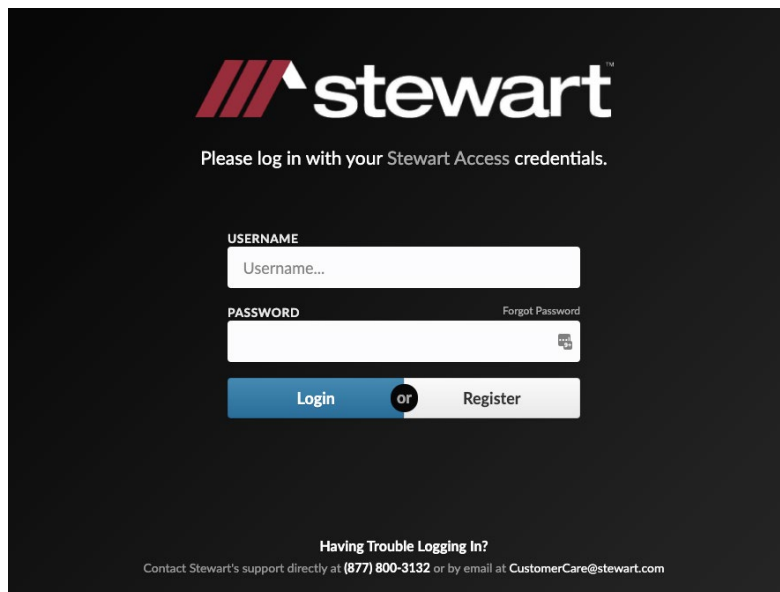 stewart™
Please log in with your Stewart Access credentials.
USERNAME
Username...
PASSWORD
Forgot Password
Login or Register
Having Trouble Logging In?
Contact Stewart's support directly at (877) 800-3132 or by email at CustomerCare@stewart.com